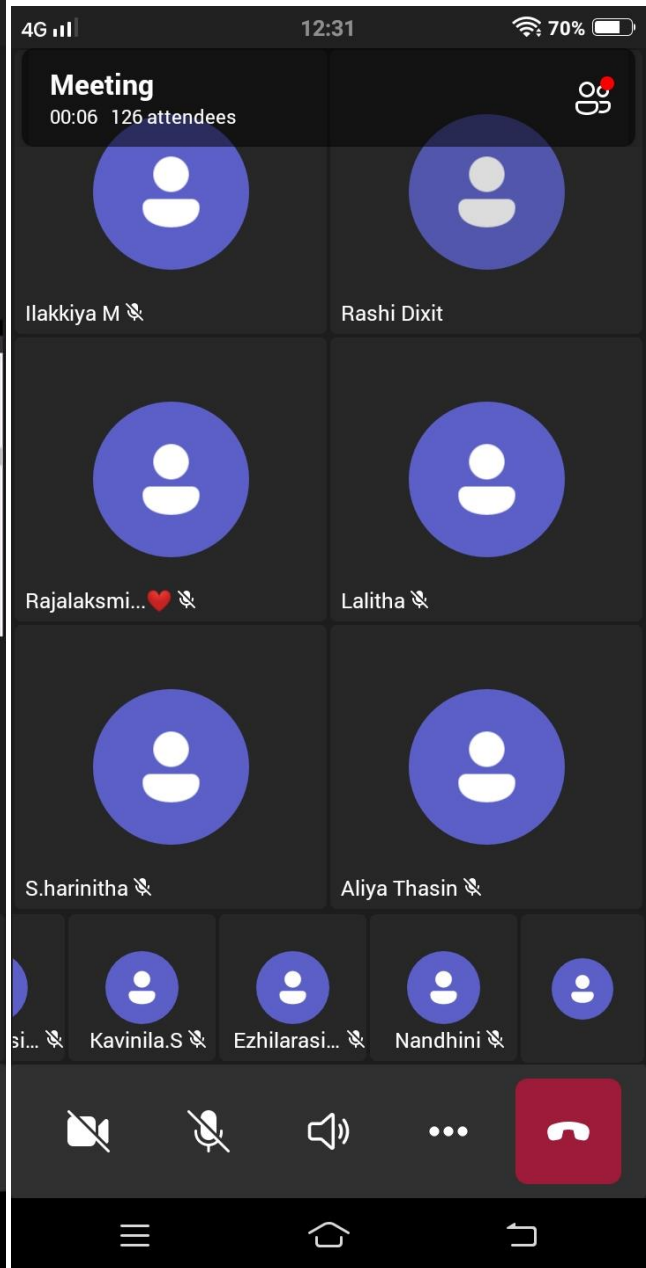 4G 12:31 70%
Meeting
00:06 126 attendees
Ilakkiya M Rashi Dixit
Rajalaksmi...❤️ Lalitha
S.harinitha Aliya Thasin
si... Kavinila.S Ezhilarasi... Nandhini